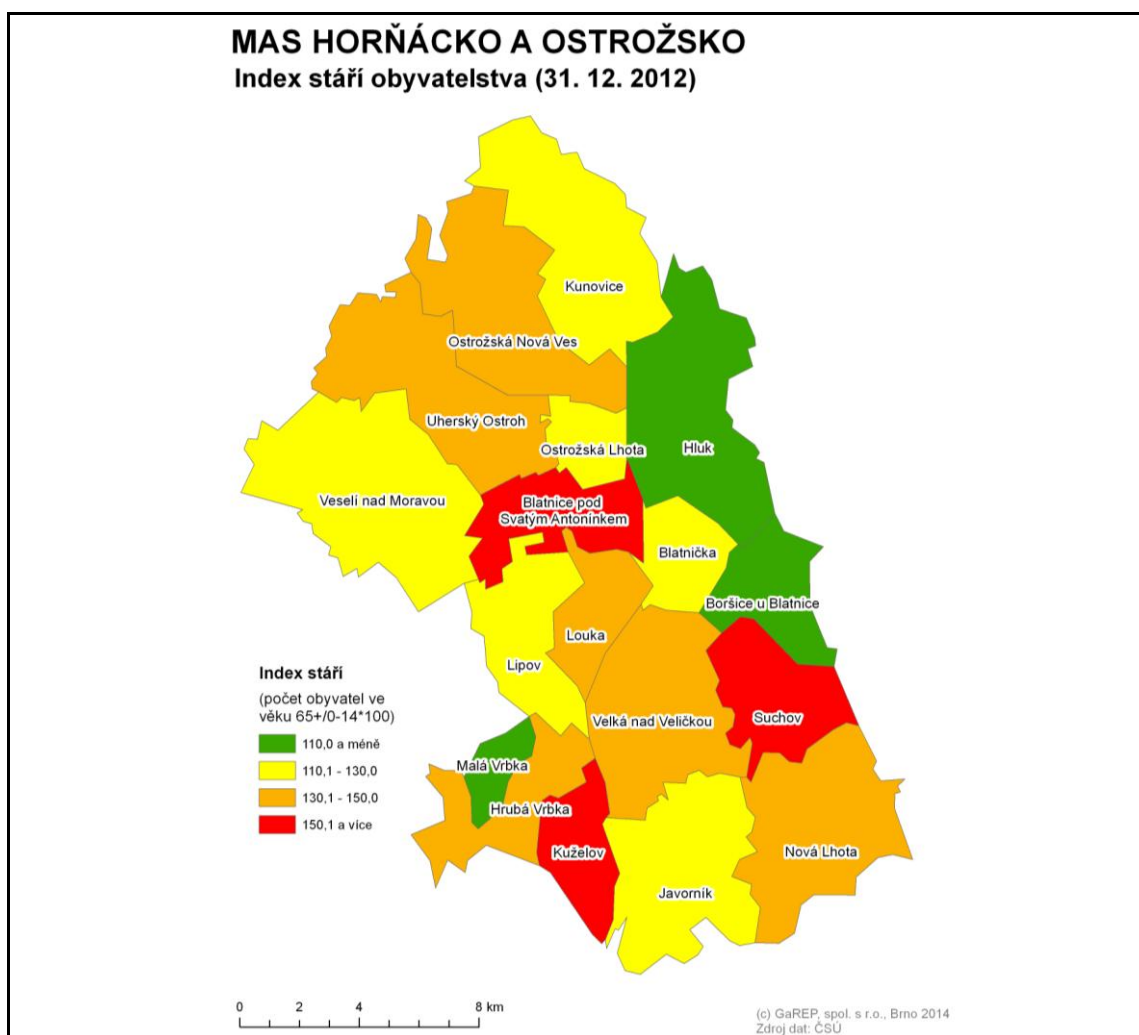 MAS HORŇÁCKO A OSTROŽSKO
Index stáří obyvatelstva (31. 12. 2012)
Kunovice
Ostrožská Nová Ves
Uherský Ostroh
Ostrožská Lhota
Hluk
Veselí nad Moravou
Blatnice pod
Svatým Antonínkem
Blatnička
Boršice u Blatnice
Louka
Lipov
Velká nad Veličkou
Suchov
Malá Vrbka
Hrubá Vrbka
Kuželov
Nová Lhota
Javorník
Index stáří
(počet obyvatel ve
věku 65+/0-14*100)
110,0 a méně
110,1 - 130,0
130,1 - 150,0
150,1 a více
0 2 4 8 km
(c) GaREP, spol. s r.o., Brno 2014
Zdroj dat: ČSÚ